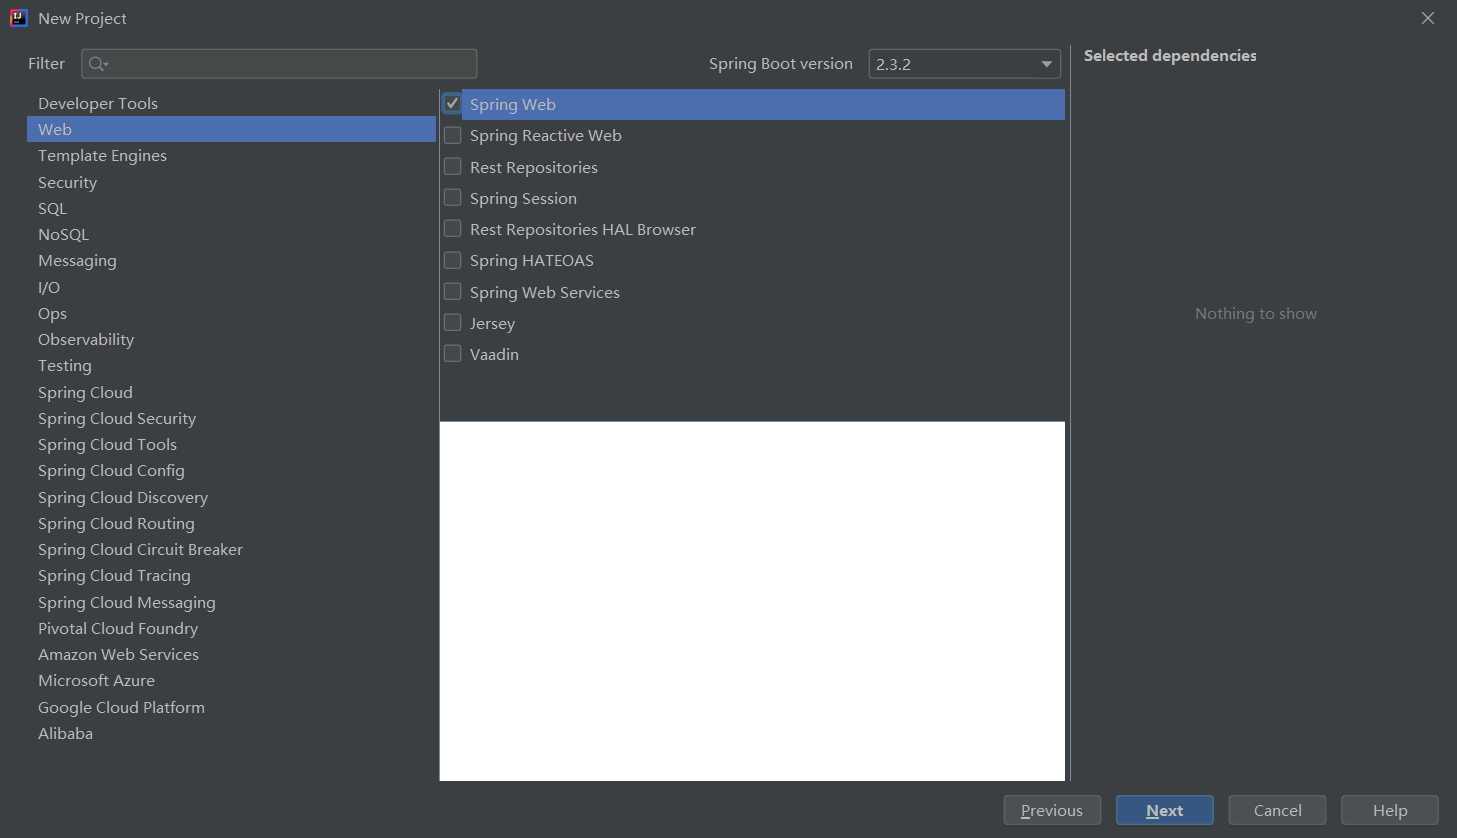 New Project
Filter
Spring Boot version
2.3.2
Selected dependencies
Developer Tools
Web
Template Engines
Security
SQL
NoSQL
Messaging
I/O
Ops
Observability
Testing
Spring Cloud
Spring Cloud Security
Spring Cloud Tools
Spring Cloud Config
Spring Cloud Discovery
Spring Cloud Routing
Spring Cloud Circuit Breaker
Spring Cloud Tracing
Spring Cloud Messaging
Pivotal Cloud Foundry
Amazon Web Services
Microsoft Azure
Google Cloud Platform
Alibaba
Spring Web
Spring Reactive Web
Rest Repositories
Spring Session
Rest Repositories HAL Browser
Spring HATEOAS
Spring Web Services
Jersey
Vaadin
Nothing to show
Previous
Next
Cancel
Help